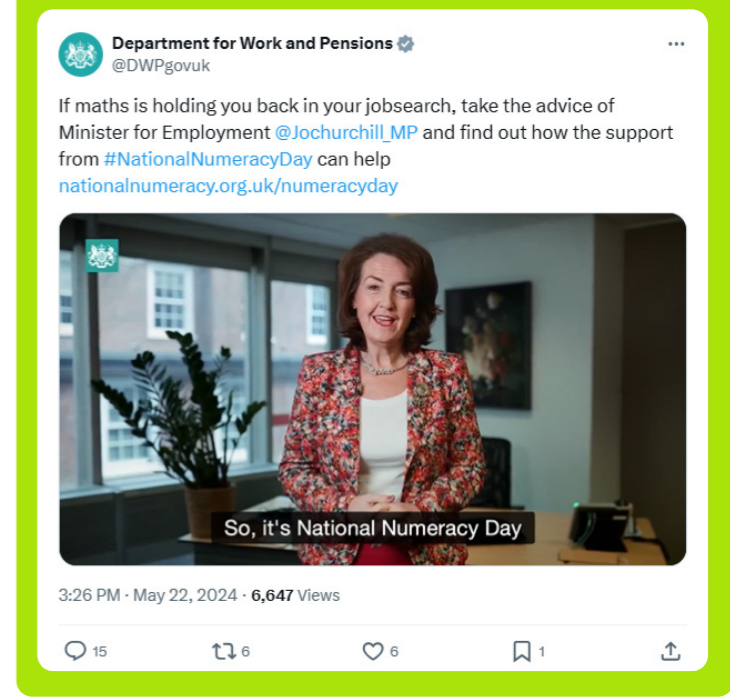 Department for Work and Pensions
@DWPgovuk
If maths is holding you back in your jobsearch, take the advice of
Minister for Employment @Jochurchill_MP and find out how the support
from #NationalNumeracyDay can help
nationalnumeracy.org.uk/numeracyday
So, it's National Numeracy Day
3:26 PM · May 22, 2024 · 6,647 Views
15 6 6 1